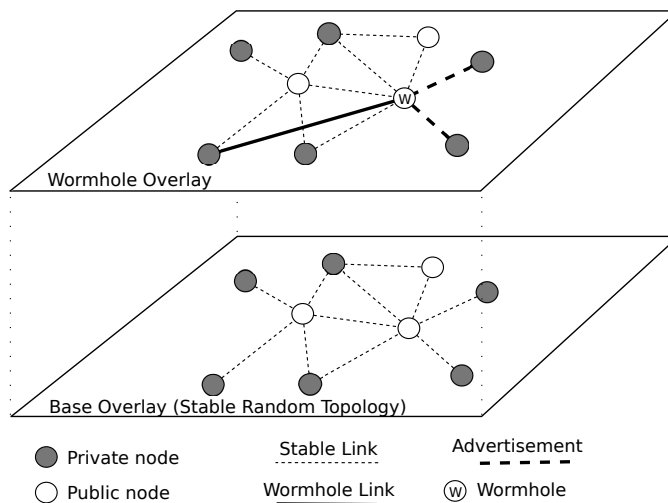 W
Wormhole Overlay
Base Overlay (Stable Random Topology)
Private node
Stable Link
Advertisement
Public node
Wormhole Link
W Wormhole